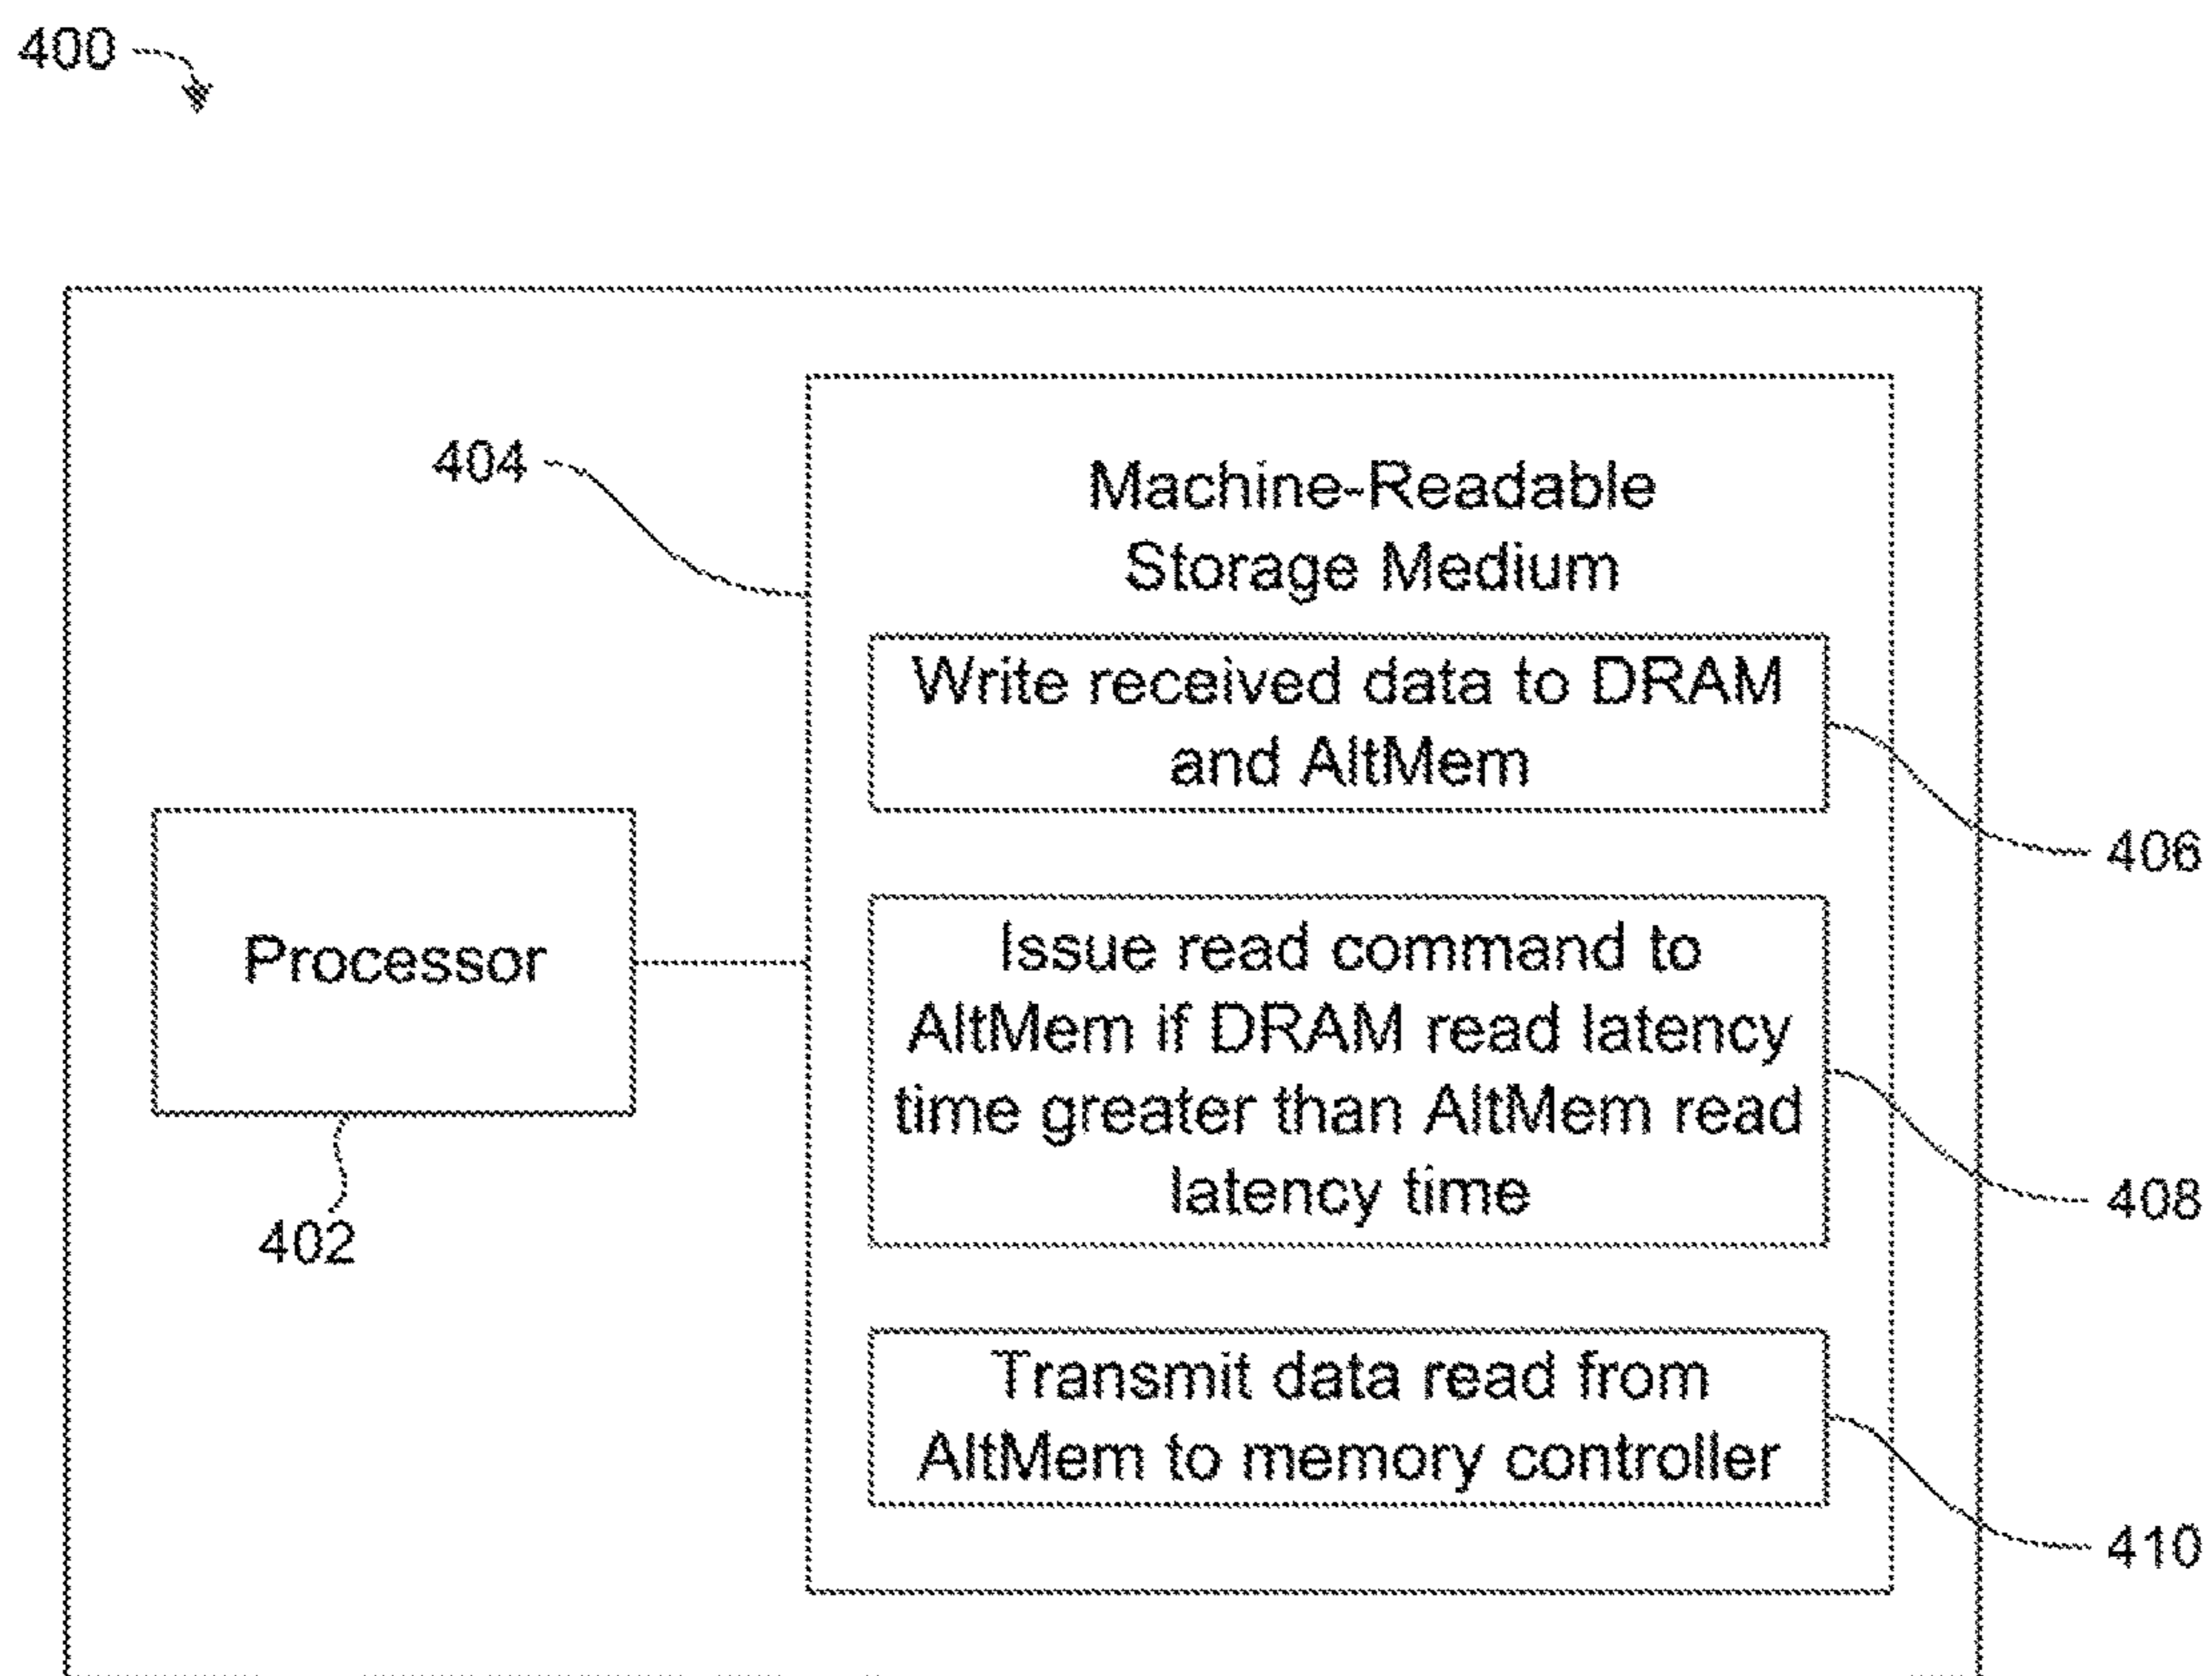 400
404
Machine-Readable
Storage Medium
Write received data to DRAM
and AltMem
406
Processor
402
Issue read command to
AltMem if DRAM read latency
time greater than AltMem read
latency time
408
Transmit data read from
AltMem to memory controller
410